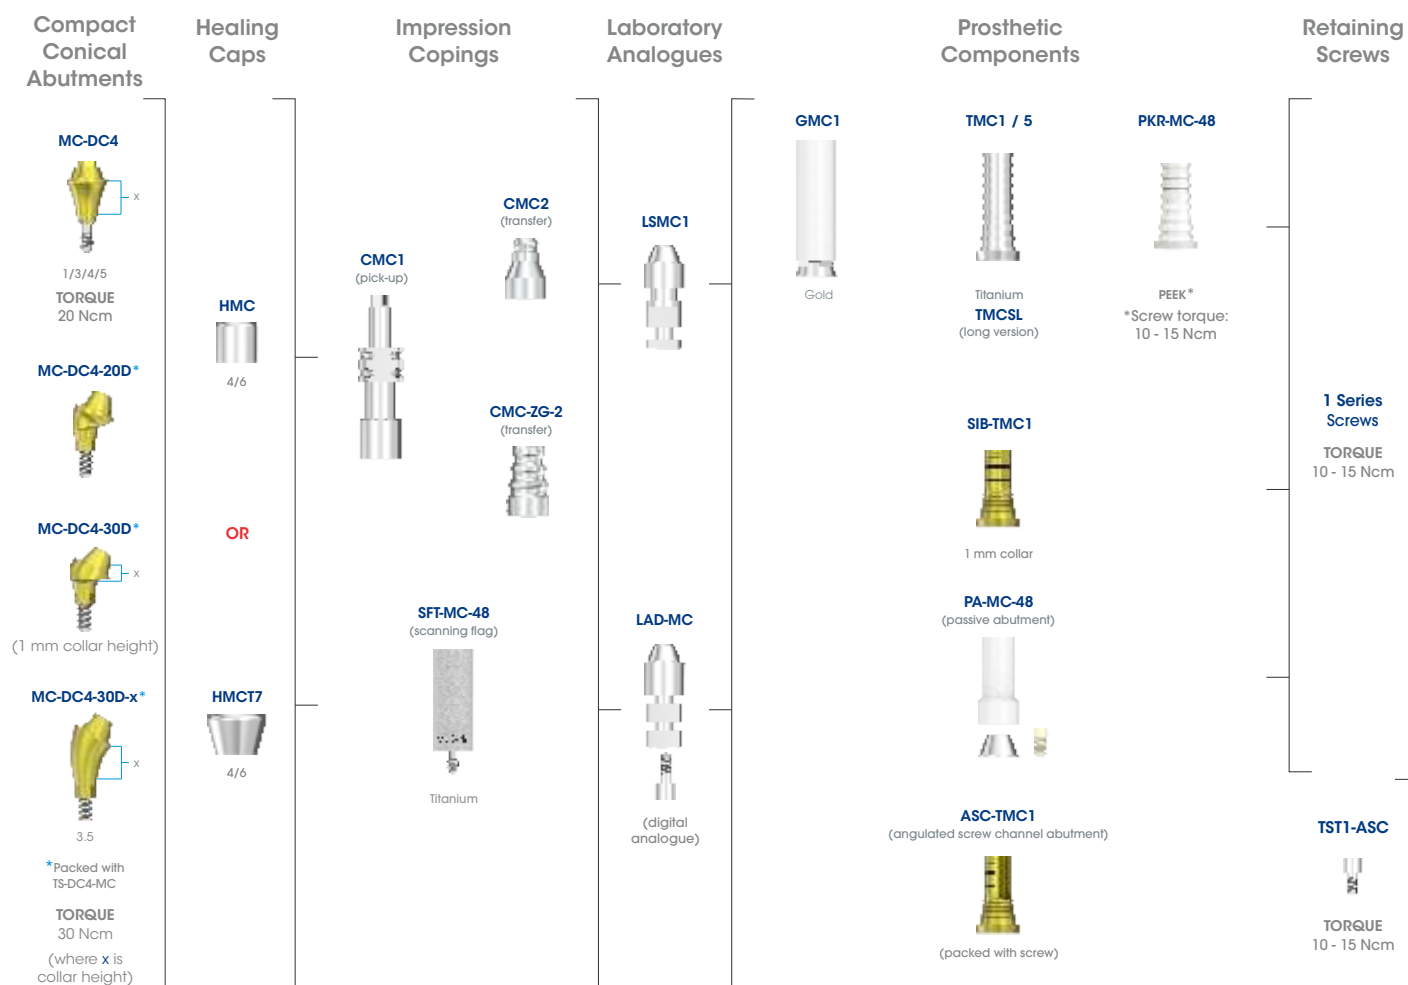 Compact
Conical
Abutments
Healing
Caps
Impression
Copings
Laboratory
Analogues
Prosthetic
Components
Retaining
Screws
MC-DC4
x
1/3/4/5
TORQUE
20 Ncm
MC-DC4-20D*
MC-DC4-30D*
x
(1 mm collar height)
MC-DC4-30D-x*
x
3.5
*Packed with
TS-DC4-MC
TORQUE
30 Ncm
(where x is
collar height)
HMC
4/6
OR
HMCT7
4/6
CMC1
(pick-up)
CMC2
(transfer)
CMC-ZG-2
(transfer)
SFT-MC-48
(scanning flag)
Titanium
LSMC1
LAD-MC
(digital
analogue)
GMC1
Gold
TMC1 / 5
Titanium
TMCSL
(long version)
PKR-MC-48
PEEK*
*Screw torque:
10 - 15 Ncm
SIB-TMC1
1 mm collar
PA-MC-48
(passive abutment)
ASC-TMC1
(angulated screw channel abutment)
(packed with screw)
1 Series
Screws
TORQUE
10 - 15 Ncm
TST1-ASC
TORQUE
10 - 15 Ncm